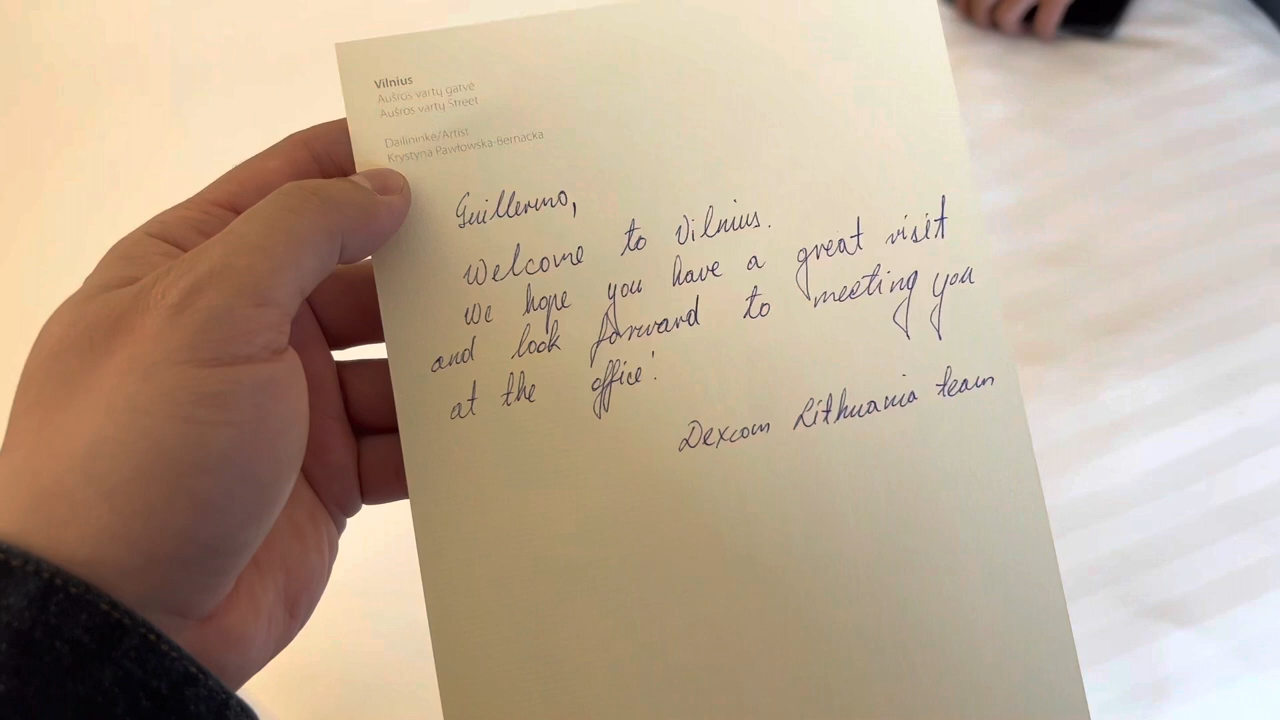 Vilnius
Aušros vartų gatvė
Aušros vartų Street
Dailininkė/Artist
Krystyna Pawłowska-Bernacka
Guillermo,
Welcome to Vilnius.
We hope you have a great visit
and look forward to meeting you
at the office!
Dexcom Lithuania team